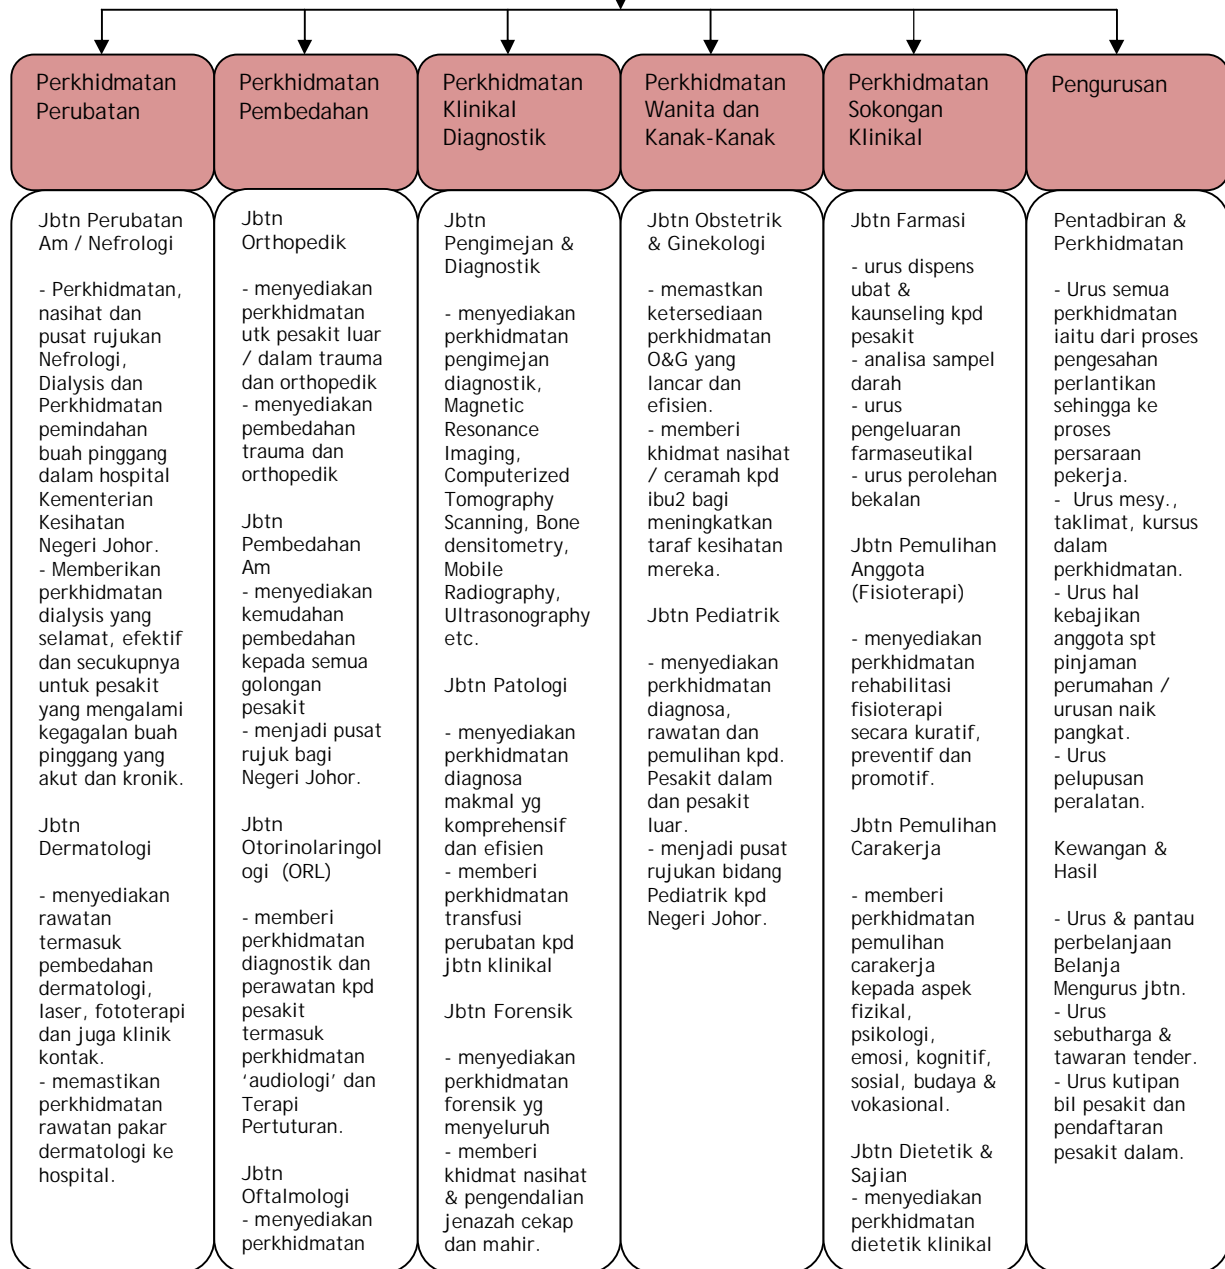 Perkhidmatan
Perubatan
Perkhidmatan
Pembedahan
Perkhidmatan
Klinikal
Diagnostik
Perkhidmatan
Wanita dan
Kanak-Kanak
Perkhidmatan
Sokongan
Klinikal
Pengurusan
Jbtn Perubatan
Am / Nefrologi
- Perkhidmatan,
nasihat dan
pusat rujukan
Nefrologi,
Dialysis dan
Perkhidmatan
pemindahan
buah pinggang
dalam hospital
Kementerian
Kesihatan
Negeri Johor.
- Memberikan
perkhidmatan
dialysis yang
selamat, efektif
dan secukupnya
untuk pesakit
yang mengalami
kegagalan buah
pinggang yang
akut dan kronik.
Jbtn
Dermatologi
- menyediakan
rawatan
termasuk
pembedahan
dermatologi,
laser, fototerapi
dan juga klinik
kontak.
- memastikan
perkhidmatan
rawatan pakar
dermatologi ke
hospital.
Jbtn
Orthopedik
- menyediakan
perkhidmatan
utk pesakit luar
/ dalam trauma
dan orthopedik
- menyediakan
pembedahan
trauma dan
orthopedik
Jbtn
Pembedahan
Am
- menyediakan
kemudahan
pembedahan
kepada semua
golongan
pesakit
- menjadi pusat
rujuk bagi
Negeri Johor.
Jbtn
Otorinolaringol
ogi (ORL)
- memberi
perkhidmatan
diagnostik dan
perawatan kpd
pesakit
termasuk
perkhidmatan
‘audiologi’ dan
Terapi
Pertuturan.
Jbtn
Oftalmologi
- menyediakan
perkhidmatan
Jbtn
Pengimejan &
Diagnostik
- menyediakan
perkhidmatan
pengimejan
diagnostik,
Magnetic
Resonance
Imaging,
Computerized
Tomography
Scanning, Bone
densitometry,
Mobile
Radiography,
Ultrasonography
etc.
Jbtn Patologi
- menyediakan
perkhidmatan
diagnosa
makmal yg
komprehensif
dan efisien
- memberi
perkhidmatan
transfusi
perubatan kpd
jbtn klinikal
Jbtn Forensik
- menyediakan
perkhidmatan
forensik yg
menyeluruh
- memberi
khidmat nasihat
& pengendalian
jenazah cekap
dan mahir.
Jbtn Obstetrik
& Ginekologi
- memastkan
ketersediaan
perkhidmatan
O&G yang
lancar dan
efisien.
- memberi
khidmat nasihat
/ ceramah kpd
ibu2 bagi
meningkatkan
taraf kesihatan
mereka.
Jbtn Pediatrik
- menyediakan
perkhidmatan
diagnosa,
rawatan dan
pemulihan kpd.
Pesakit dalam
dan pesakit
luar.
- menjadi pusat
rujukan bidang
Pediatrik kpd
Negeri Johor.
Jbtn Farmasi
- urus dispens
ubat &
kaunseling kpd
pesakit
- analisa sampel
darah
- urus
pengeluaran
farmaseutikal
- urus perolehan
bekalan
Jbtn Pemulihan
Anggota
(Fisioterapi)
- menyediakan
perkhidmatan
rehabilitasi
fisioterapi
secara kuratif,
preventif dan
promotif.
Jbtn Pemulihan
Carakerja
- memberi
perkhidmatan
pemulihan
carakerja
kepada aspek
fizikal,
psikologi,
emosi, kognitif,
sosial, budaya &
vokasional.
Jbtn Dietetik &
Sajian
- menyediakan
perkhidmatan
dietetik klinikal
Pentadbiran &
Perkhidmatan
- Urus semua
perkhidmatan
iaitu dari proses
pengesahan
perlantikan
sehingga ke
proses
persaraan
pekerja.
- Urus mesy.,
taklimat, kursus
dalam
perkhidmatan.
- Urus hal
kebajikan
anggota spt
pinjaman
perumahan /
urusan naik
pangkat.
- Urus
pelupusan
peralatan.
Kewangan &
Hasil
- Urus & pantau
perbelanjaan
Belanja
Mengurus jbtn.
- Urus
sebutharga &
tawaran tender.
- Urus kutipan
bil pesakit dan
pendaftaran
pesakit dalam.